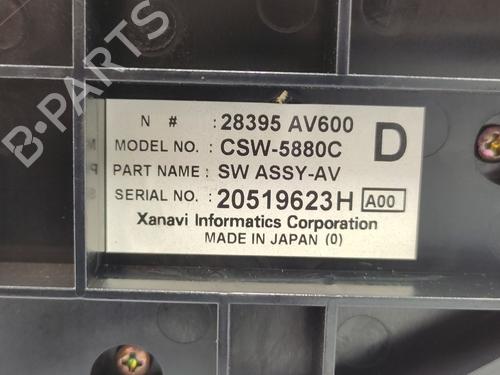 N # : 28395 AV600
D
MODEL NO. : CSW-5880C
PART NAME : SW ASSY-AV
SERIAL NO. : 20519623H A00
Xanavi Informatics Corporation
MADE IN JAPAN (0)